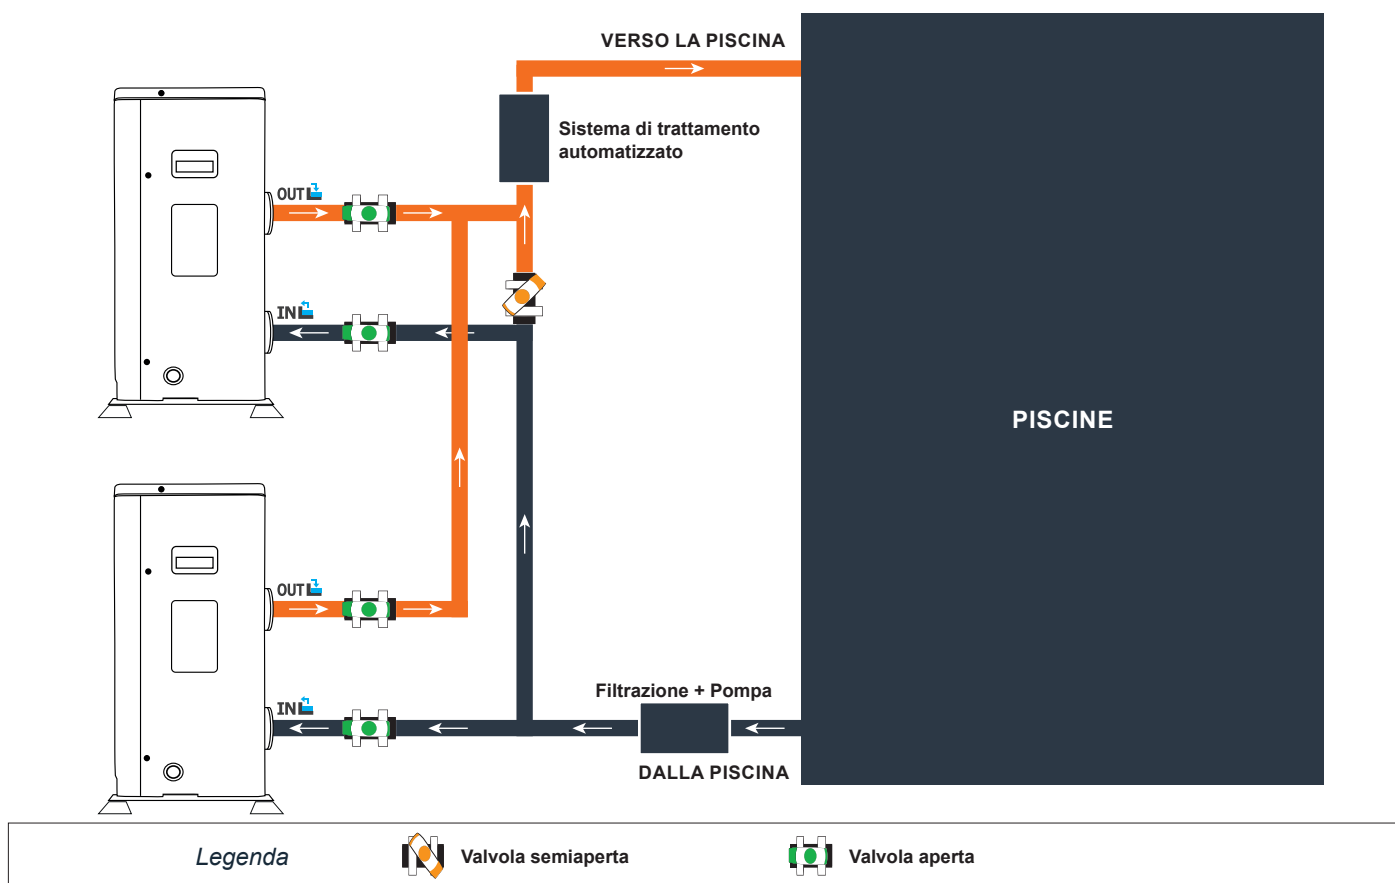 VERSO LA PISCINA
Sistema di trattamento
automatizzato
OUT
IN
PISCINE
OUT
IN
Filtrazione + Pompa
DALLA PISCINA
Legenda
Valvola semiaperta
Valvola aperta